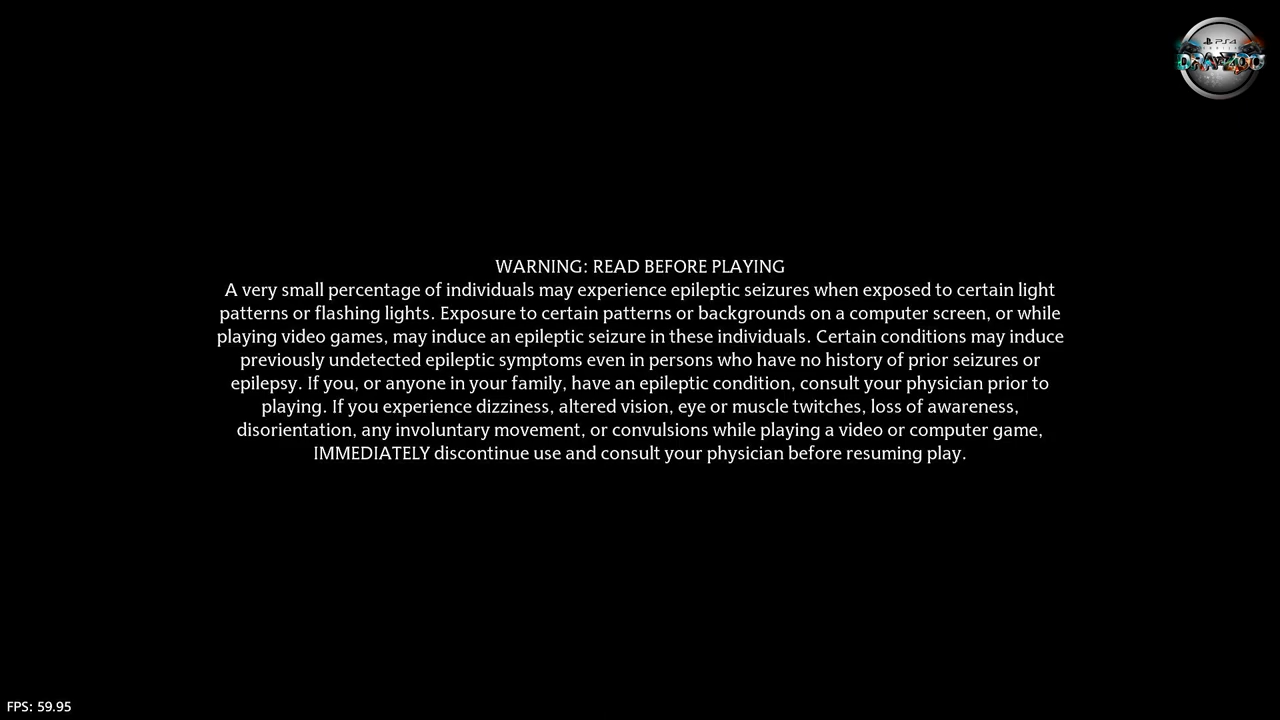 PS4
WARNING: READ BEFORE PLAYING
A very small percentage of individuals may experience epileptic seizures when exposed to certain light
patterns or flashing lights. Exposure to certain patterns or backgrounds on a computer screen, or while
playing video games, may induce an epileptic seizure in these individuals. Certain conditions may induce
previously undetected epileptic symptoms even in persons who have no history of prior seizures or
epilepsy. If you, or anyone in your family, have an epileptic condition, consult your physician prior to
playing. If you experience dizziness, altered vision, eye or muscle twitches, loss of awareness,
disorientation, any involuntary movement, or convulsions while playing a video or computer game,
IMMEDIATELY discontinue use and consult your physician before resuming play.
FPS: 59.95